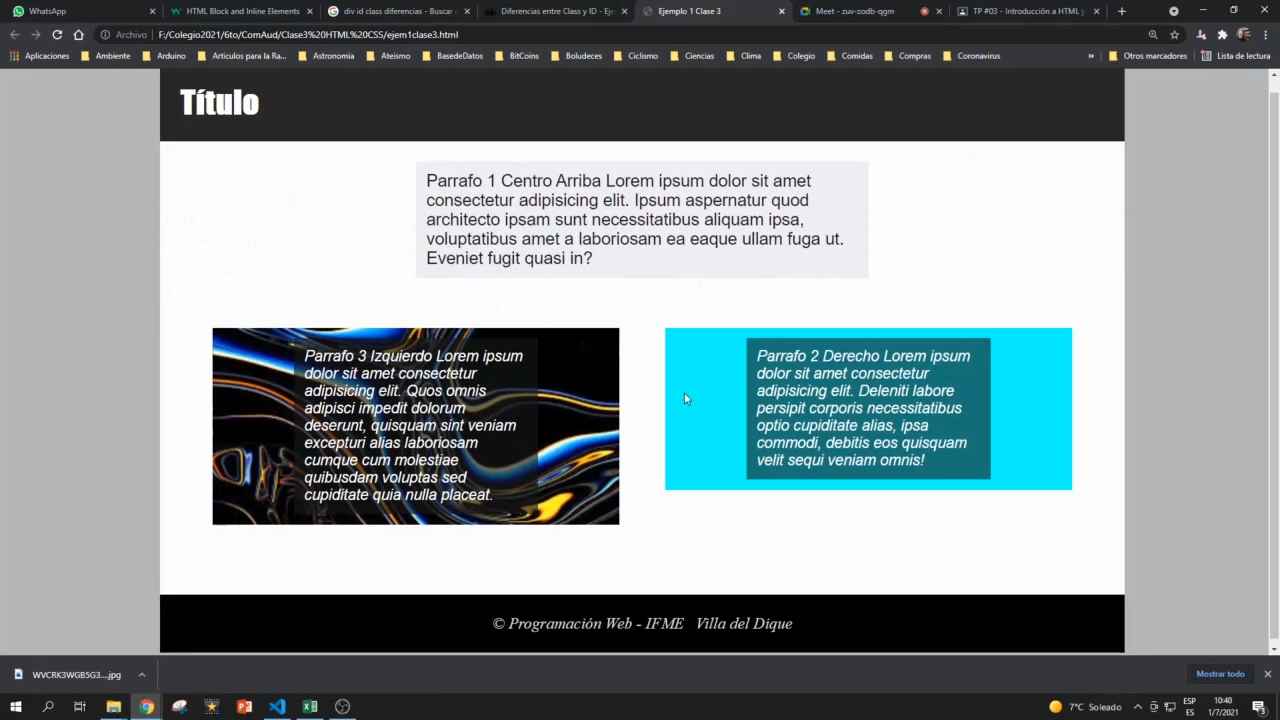 WhatsApp
HTML Block and Inline Elements
div id class diferencias - Buscar
Diferencias entre Class y ID - Eje
Ejemplo 1 Clase 3
Meet - zuv-zodb-qgm
TP #03 - Introducción a HTML y
Archivo F:/Colegio2021/6to/ComAud/Clase3%20HTML%20CSS/ejem1clase3.html
Aplicaciones Ambiente Arduino Articulos para la Ra... Astronomia Ateismo BasedeDatos BitCoins Boludeces Ciclismo Ciencias Clima Colegio Comidas Compras Coronavirus » Otros marcadores Lista de lectura
Título
Parrafo 1 Centro Arriba Lorem ipsum dolor sit amet
consectetur adipisicing elit. Ipsum aspernatur quod
architecto ipsam sunt necessitatibus aliquam ipsa,
voluptatibus amet a laboriosam ea eaque ullam fuga ut.
Eveniet fugit quasi in?
Parrafo 3 Izquierdo Lorem ipsum
dolor sit amet consectetur
adipisicing elit. Quos omnis
adipisci impedit dolorum
deserunt, quisquam sint veniam
excepturi alias laboriosam
cumque cum molestiae
quibusdam voluptas sed
cupiditate quia nulla placeat.
Parrafo 2 Derecho Lorem ipsum
dolor sit amet consectetur
adipisicing elit. Deleniti labore
persipit corporis necessitatibus
optio cupiditate alias, ipsa
commodi, debitis eos quisquam
velit sequi veniam omnis!
© Programación Web - IFME Villa del Dique
WVCRK3WGB5G3....jpg
Mostrar todo
7°C Soleado
ESP
ES
10:40
1/7/2021
3